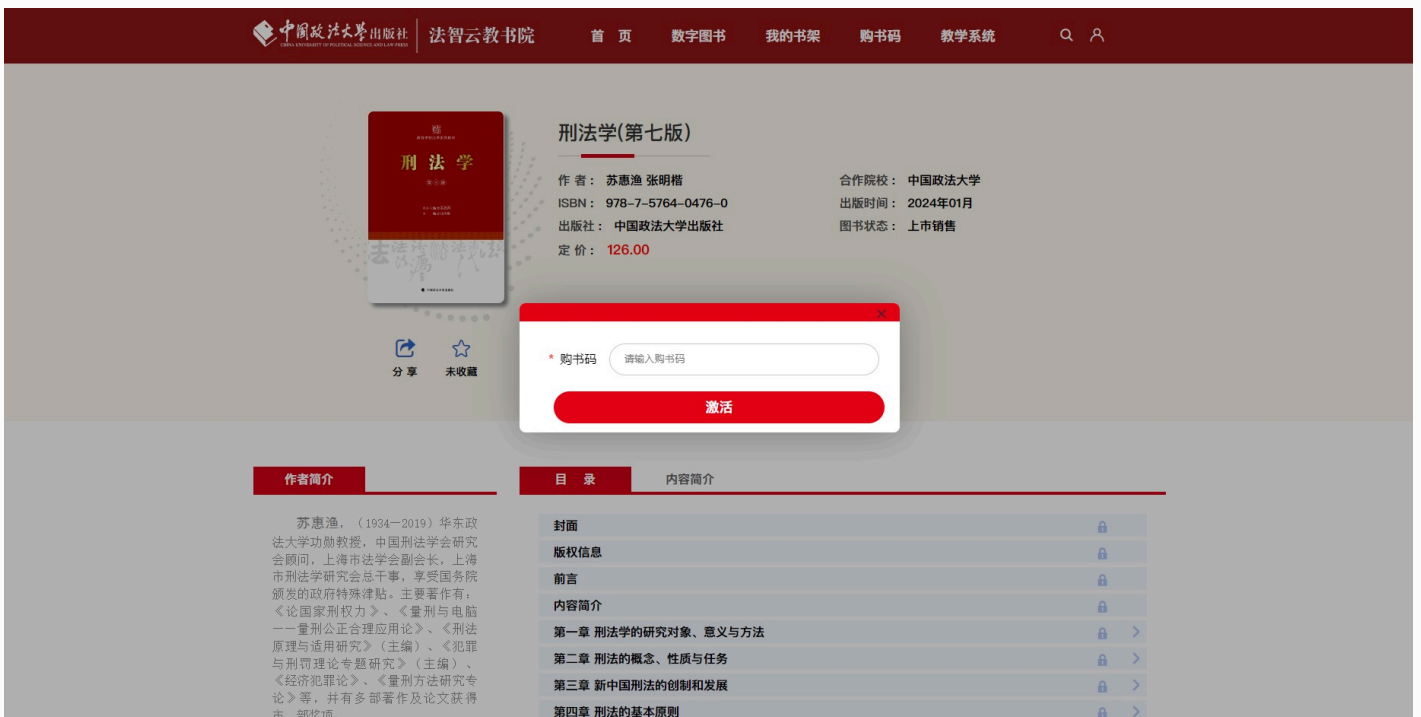 中国政法大学出版社 法智云教书院 首 页 数字图书 我的书架 购书码 教学系统
CHINA UNIVERSITY OF POLITICAL SCIENCE AND LAW PRESS
刑法学
刑法学(第七版)
作 者： 苏惠渔 张明楷 合作院校： 中国政法大学
ISBN： 978-7-5764-0476-0 出版时间： 2024年01月
出版社： 中国政法大学出版社 图书状态： 上市销售
定 价： 126.00
* 购书码 请输入购书码
激活
分 享 未收藏
作者简介
苏惠渔，（1934—2019）华东政
法大学功勋教授，中国刑法学会研究
会顾问，上海市法学会副会长，上海
市刑法学研究会总干事，享受国务院
颁发的政府特殊津贴。主要著作有：
《论国家刑权力》、《量刑与电脑
——量刑公正合理应用论》、《刑法
原理与适用研究》（主编）、《犯罪
与刑罚理论专题研究》（主编）、
《经济犯罪论》、《量刑方法研究专
论》等，并有多部著作及论文获得
市、部奖项
目 录 内容简介
封面
版权信息
前言
内容简介
第一章 刑法学的研究对象、意义与方法
第二章 刑法的概念、性质与任务
第三章 新中国刑法的创制和发展
第四章 刑法的基本原则